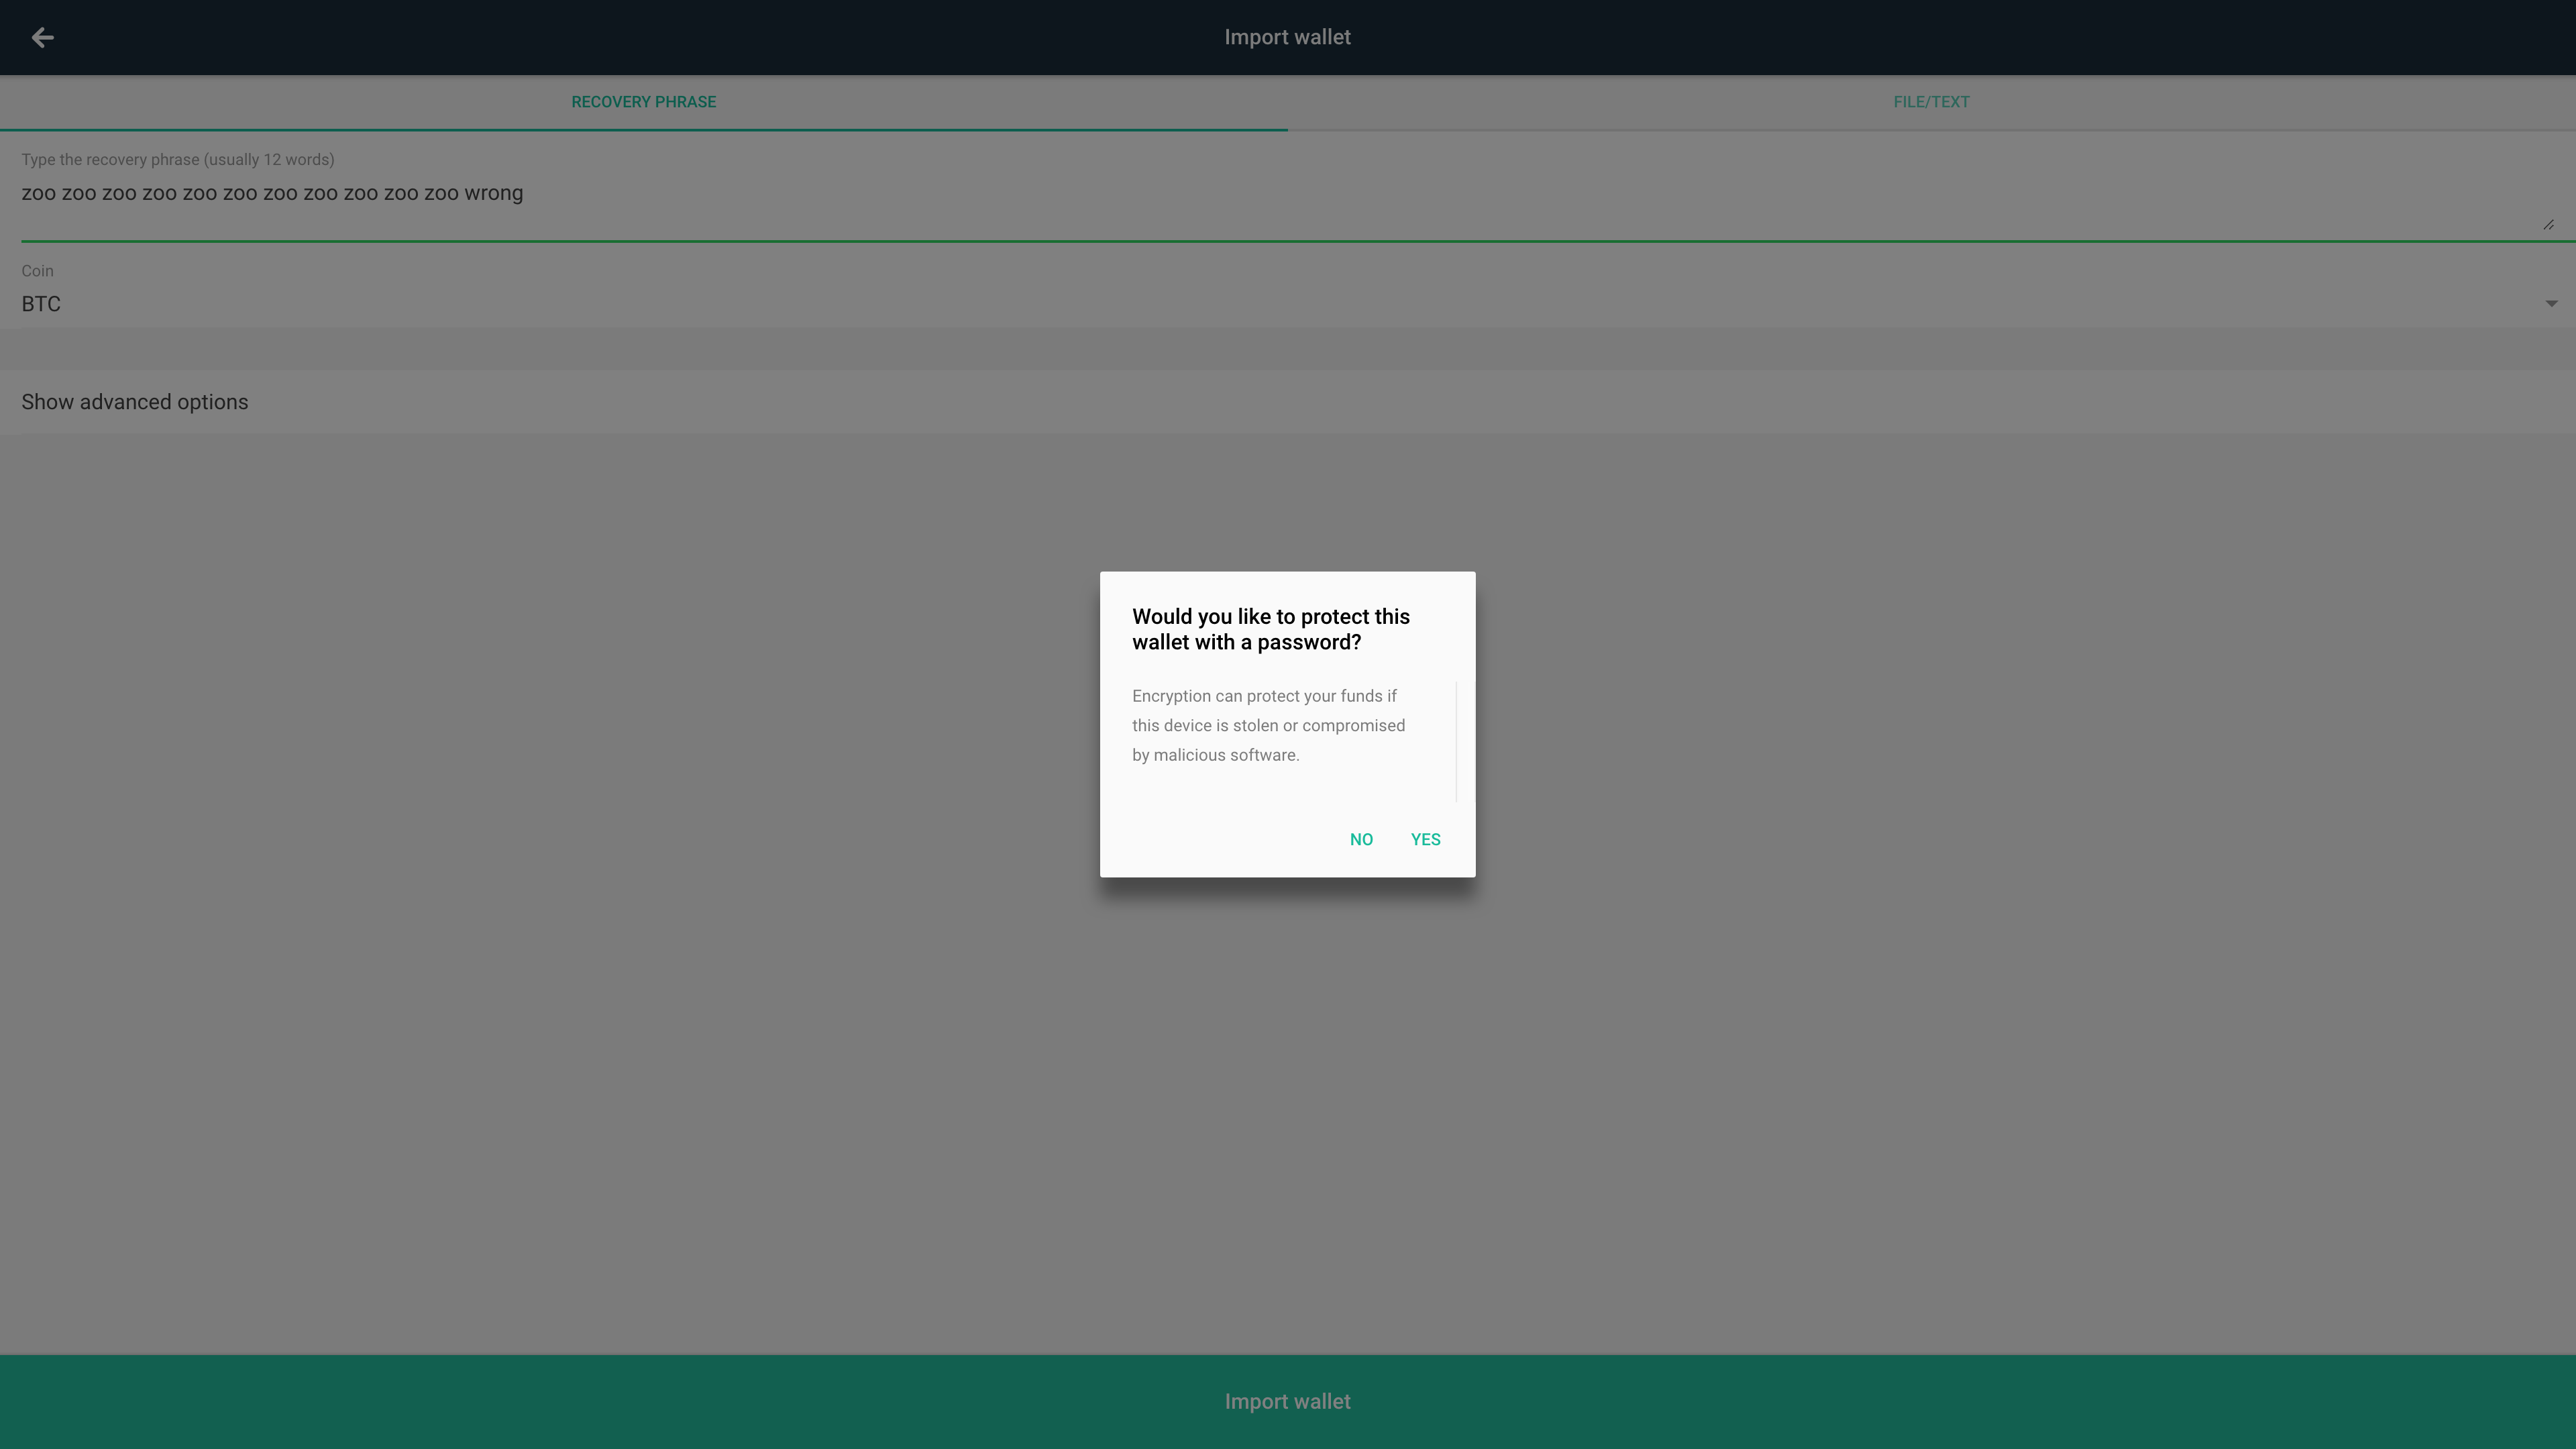 Import wallet
RECOVERY PHRASE
FILE/TEXT
Type the recovery phrase (usually 12 words)
zoo zoo zoo zoo zoo zoo zoo zoo zoo zoo zoo wrong
Coin
BTC
Show advanced options
Would you like to protect this
wallet with a password?
Encryption can protect your funds if
this device is stolen or compromised
by malicious software.
NO
YES
Import wallet